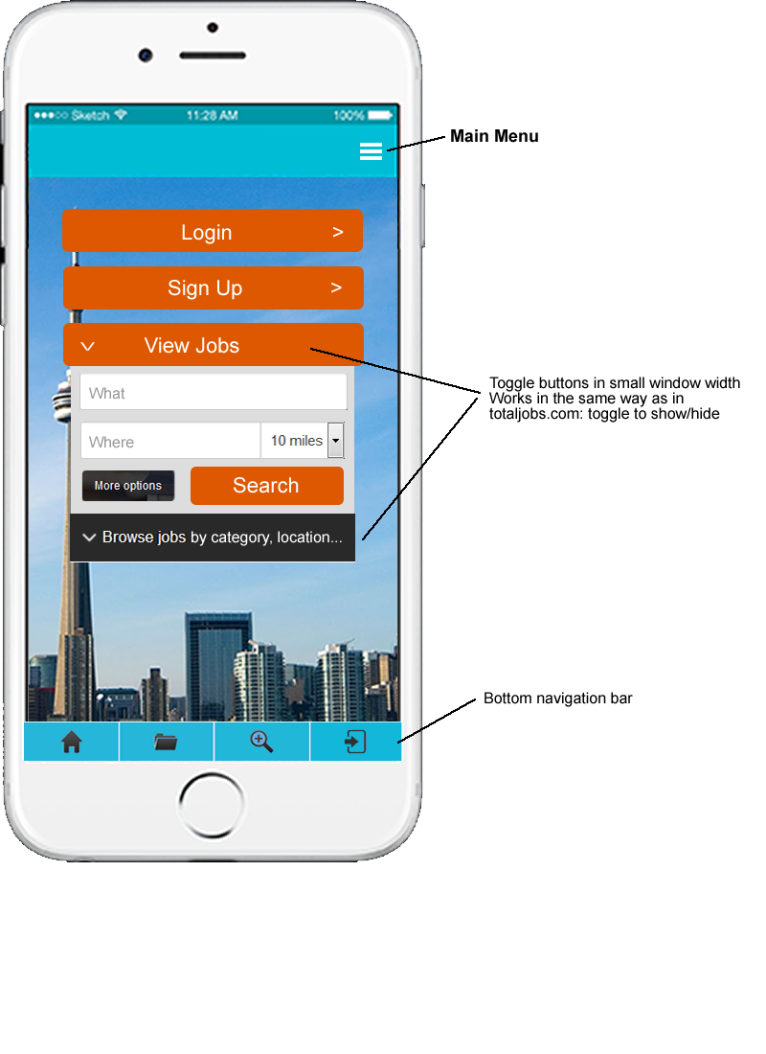 Sketch 11:28 AM 100%
Main Menu
Login >
Sign Up >
View Jobs
Toggle buttons in small window width
Works in the same way as in
totaljobs.com: toggle to show/hide
What
Where 10 miles
More options Search
Browse jobs by category, location...
Bottom navigation bar